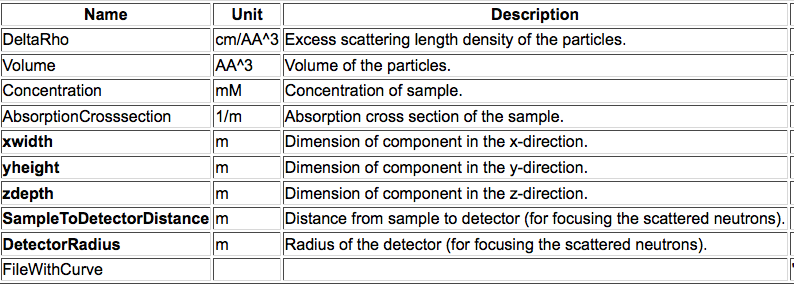 Name Unit Description
DeltaRho cm/AA^3 Excess scattering length density of the particles.
Volume AA^3 Volume of the particles.
Concentration mM Concentration of sample.
AbsorptionCrosssection 1/m Absorption cross section of the sample.
xwidth m Dimension of component in the x-direction.
yheight m Dimension of component in the y-direction.
zdepth m Dimension of component in the z-direction.
SampleToDetectorDistance m Distance from sample to detector (for focusing the scattered neutrons).
DetectorRadius m Radius of the detector (for focusing the scattered neutrons).
FileWithCurve